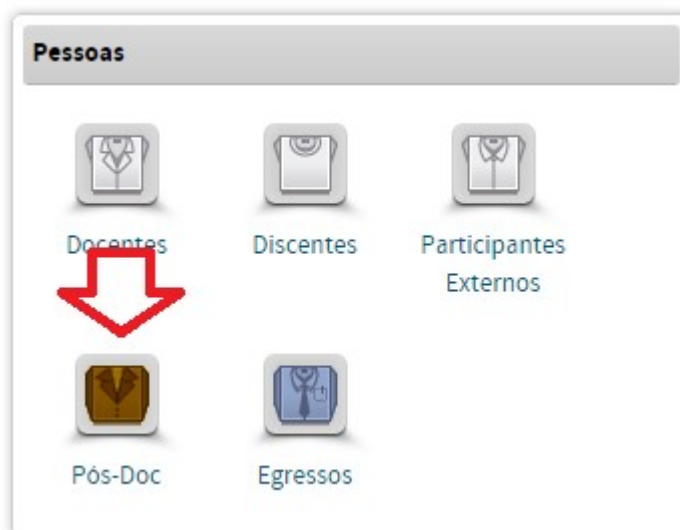 Pessoas
Docentes
Discentes
Participantes
Externos
Pós-Doc
Egressos